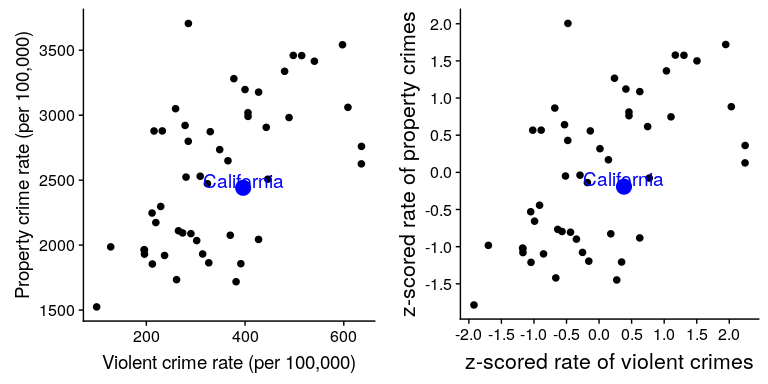 Property crime rate (per 100,000)
3500
3000
2500
2000
1500
California
200
400
600
Violent crime rate (per 100,000)
z-scored rate of property crimes
2.0
1.5
1.0
0.5
0.0
-0.5
-1.0
-1.5
California
-2.0 -1.5 -1.0 -0.5 0.0 0.5 1.0 1.5 2.0
z-scored rate of violent crimes